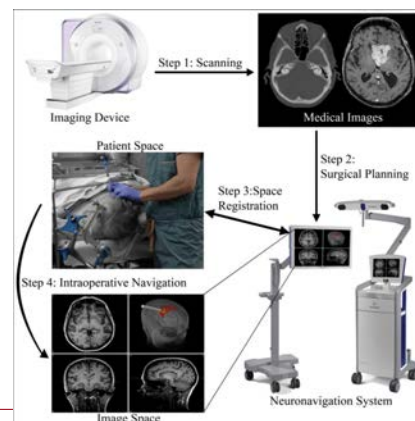 Step 1: Scanning
Imaging Device
Medical Images
Patient Space
Step 2:
Surgical Planning
Step 3:Space
Registration
Step 4: Intraoperative Navigation
Image Space
Neuronavigation System